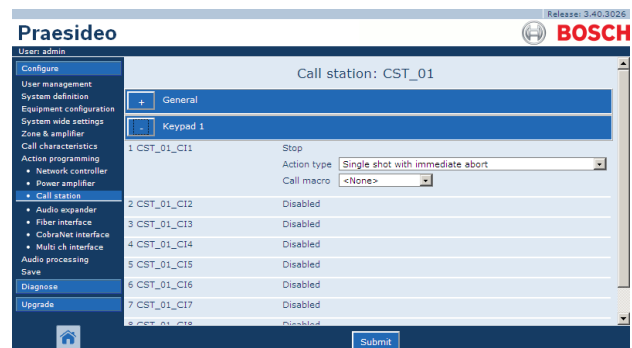 Release: 3.40.3026
Praesideo
BOSCH
User: admin
Configure
User management
System definition
Equipment configuration
System wide settings
Zone & amplifier
Call characteristics
Action programming
• Network controller
• Power amplifier
• Call station
• Audio expander
• Fiber interface
• CobraNet interface
• Multi ch interface
Audio processing
Save
Diagnose
Upgrade
Call station: CST_01
+ General
- Keypad 1
1 CST_01_CI1 Stop
Action type Single shot with immediate abort
Call macro <None>
2 CST_01_CI2 Disabled
3 CST_01_CI3 Disabled
4 CST_01_CI4 Disabled
5 CST_01_CI5 Disabled
6 CST_01_CI6 Disabled
7 CST_01_CI7 Disabled
8 CST_01_CI8 Disabled
Submit